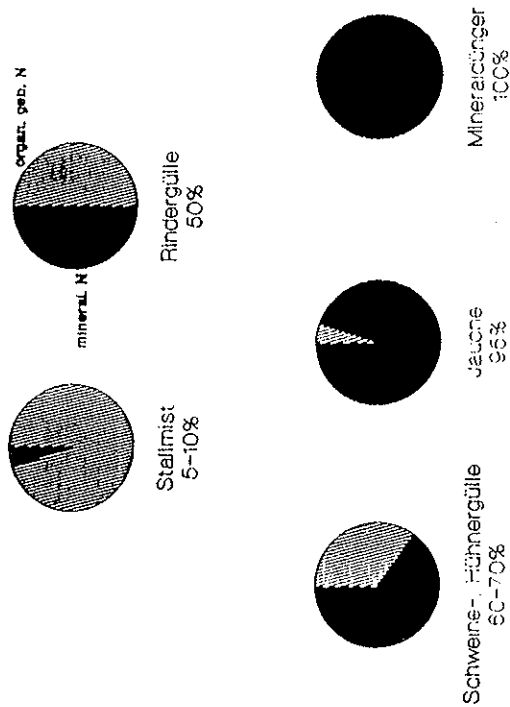 organ. geb. N
mineral. N
Stallmist
5-10%
Rindergülle
50%
Schweine-, Hühnergülle
60-70%
Jauche
95%
Mineraldünger
100%